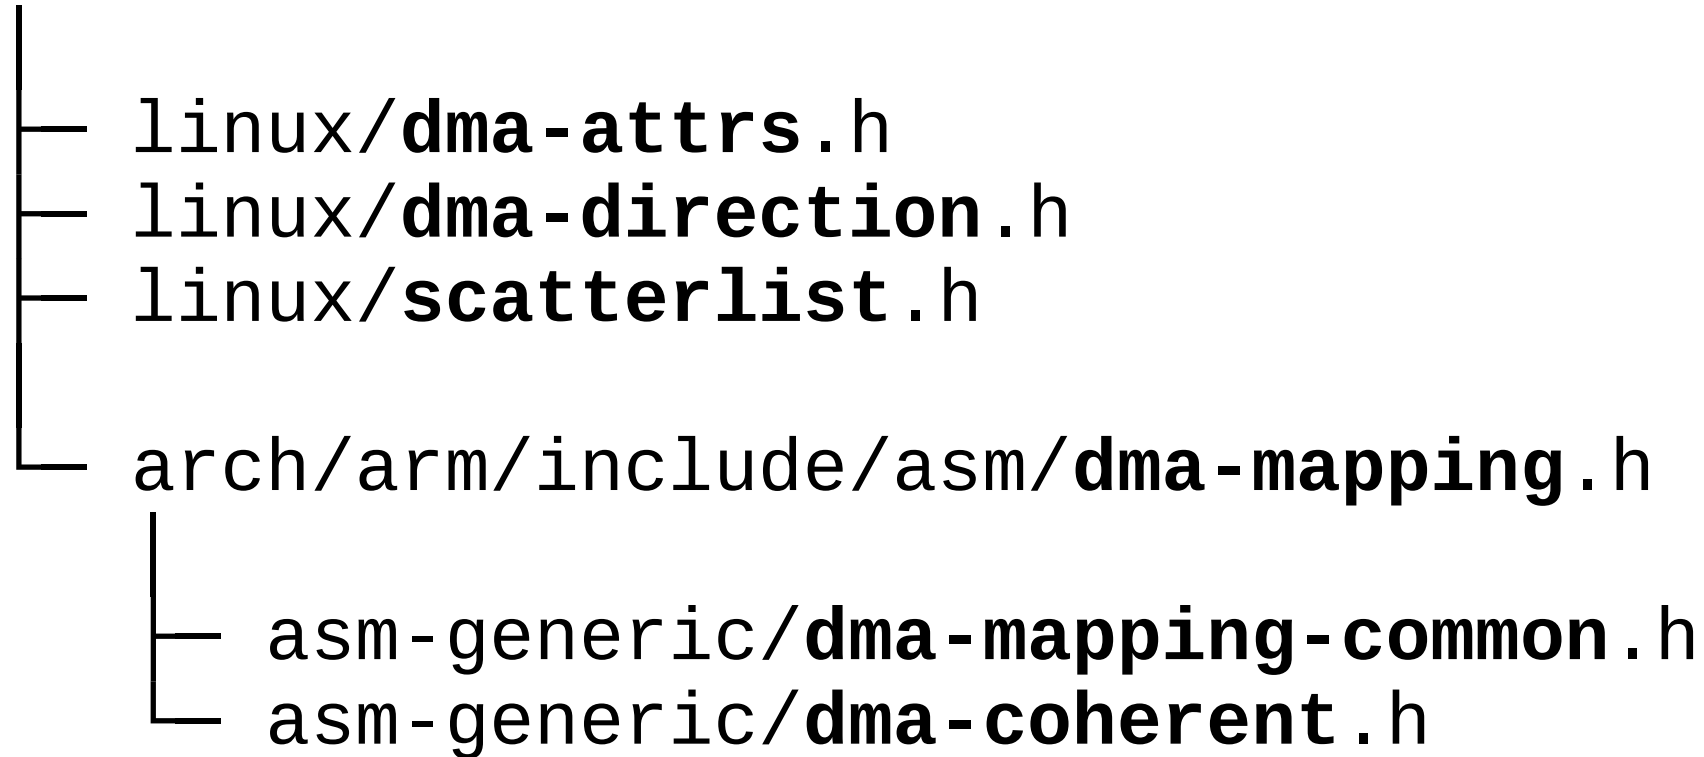 linux/dma-attrs.h
linux/dma-direction.h
linux/scatterlist.h
arch/arm/include/asm/dma-mapping.h
asm-generic/dma-mapping-common.h
asm-generic/dma-coherent.h